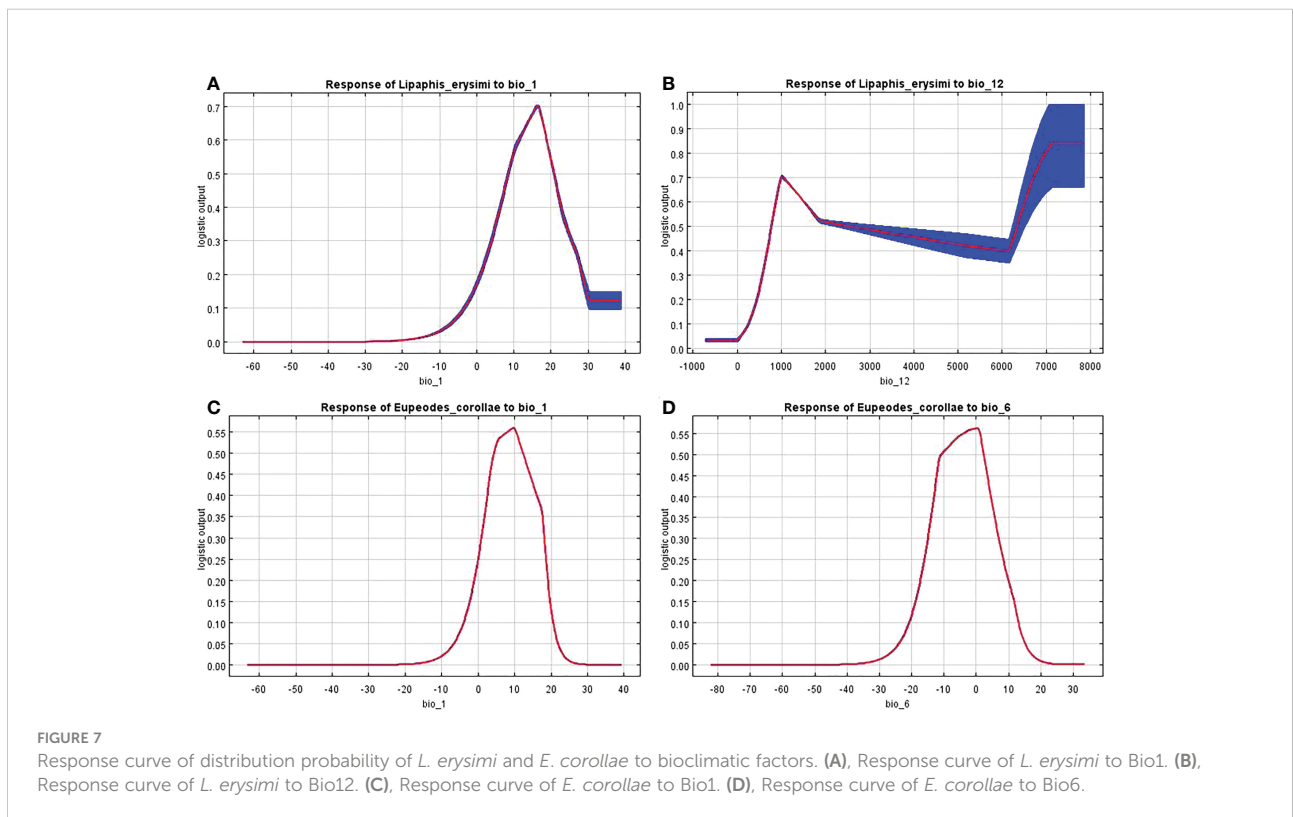 A
Response of Lipaphis_erysimi to bio_1
logistic output
0.7
0.6
0.5
0.4
0.3
0.2
0.1
0.0
-60 -50 -40 -30 -20 -10 0 10 20 30 40
bio_1
B
Response of Lipaphis_erysimi to bio_12
logistic output
1.0
0.9
0.8
0.7
0.6
0.5
0.4
0.3
0.2
0.1
0.0
-1000 0 1000 2000 3000 4000 5000 6000 7000 8000
bio_12
C
Response of Eupeodes_corollae to bio_1
logistic output
0.55
0.50
0.45
0.40
0.35
0.30
0.25
0.20
0.15
0.10
0.05
0.00
-60 -50 -40 -30 -20 -10 0 10 20 30 40
bio_1
D
Response of Eupeodes_corollae to bio_6
logistic output
0.55
0.50
0.45
0.40
0.35
0.30
0.25
0.20
0.15
0.10
0.05
0.00
-80 -70 -60 -50 -40 -30 -20 -10 0 10 20 30
bio_6
FIGURE 7
Response curve of distribution probability of L. erysimi and E. corollae to bioclimatic factors. (A), Response curve of L. erysimi to Bio1. (B),
Response curve of L. erysimi to Bio12. (C), Response curve of E. corollae to Bio1. (D), Response curve of E. corollae to Bio6.